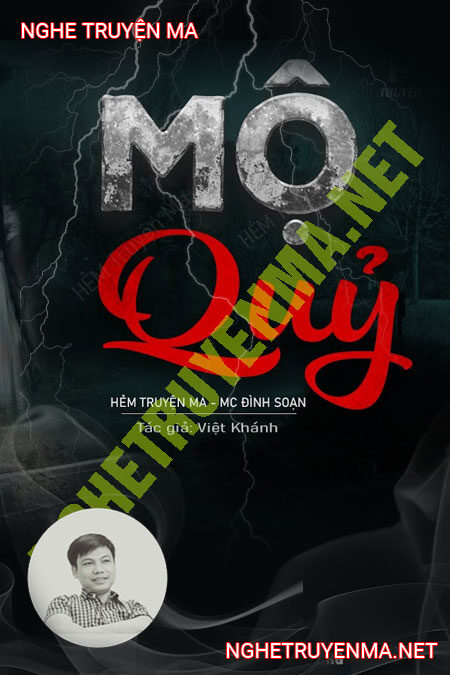 NGHE TRUYỆN MA
MỘ
Quỷ
NGHETRUYENMA.NET
HẺM TRUYỆN MA - MC ĐÌNH SOẠN
Tác giả: Việt Khánh
NGHETRUYENMA.NET